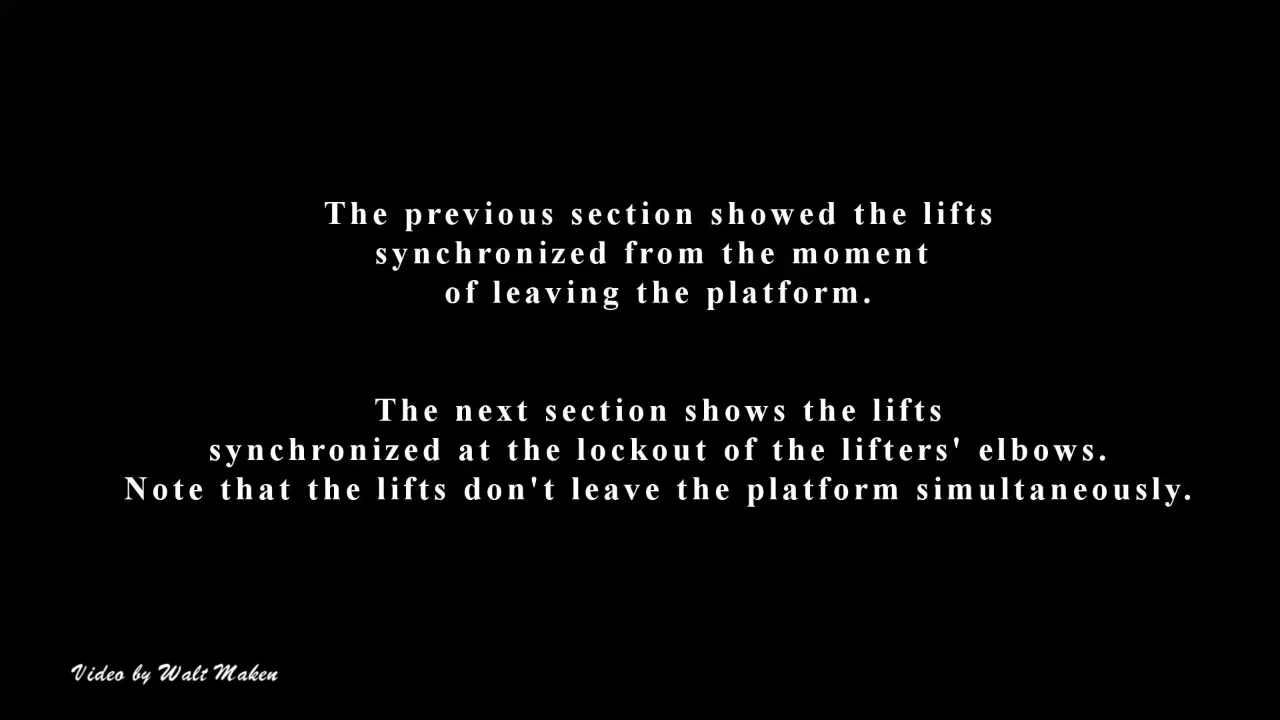 The previous section showed the lifts
synchronized from the moment
of leaving the platform.
The next section shows the lifts
synchronized at the lockout of the lifters' elbows.
Note that the lifts don't leave the platform simultaneously.
Video by Walt Maken